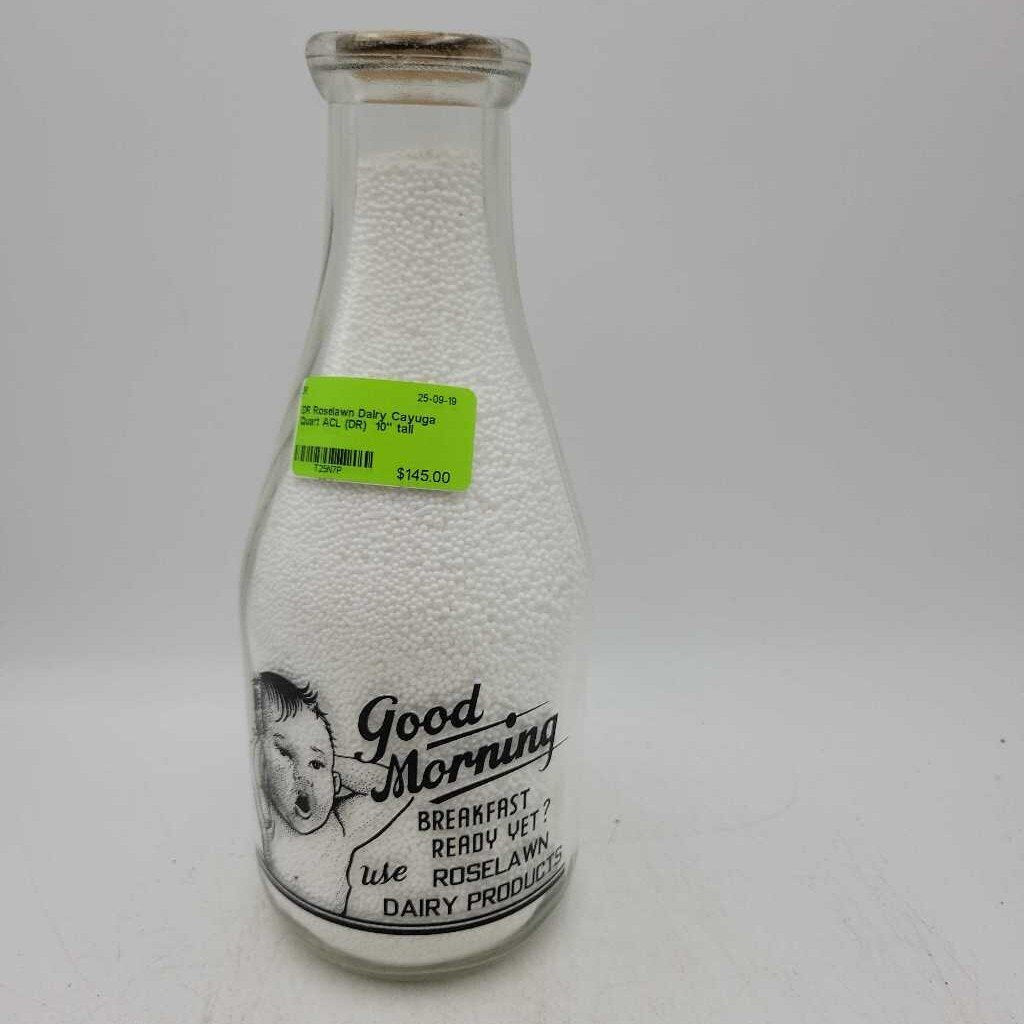 25-09-19
Roselawn Dairy Cayuga
Quart ACL (DR) 10" tall
T25N7P
$145.00
Good
Morning
BREAKFAST
READY YET?
use ROSELAWN
DAIRY PRODUCTS